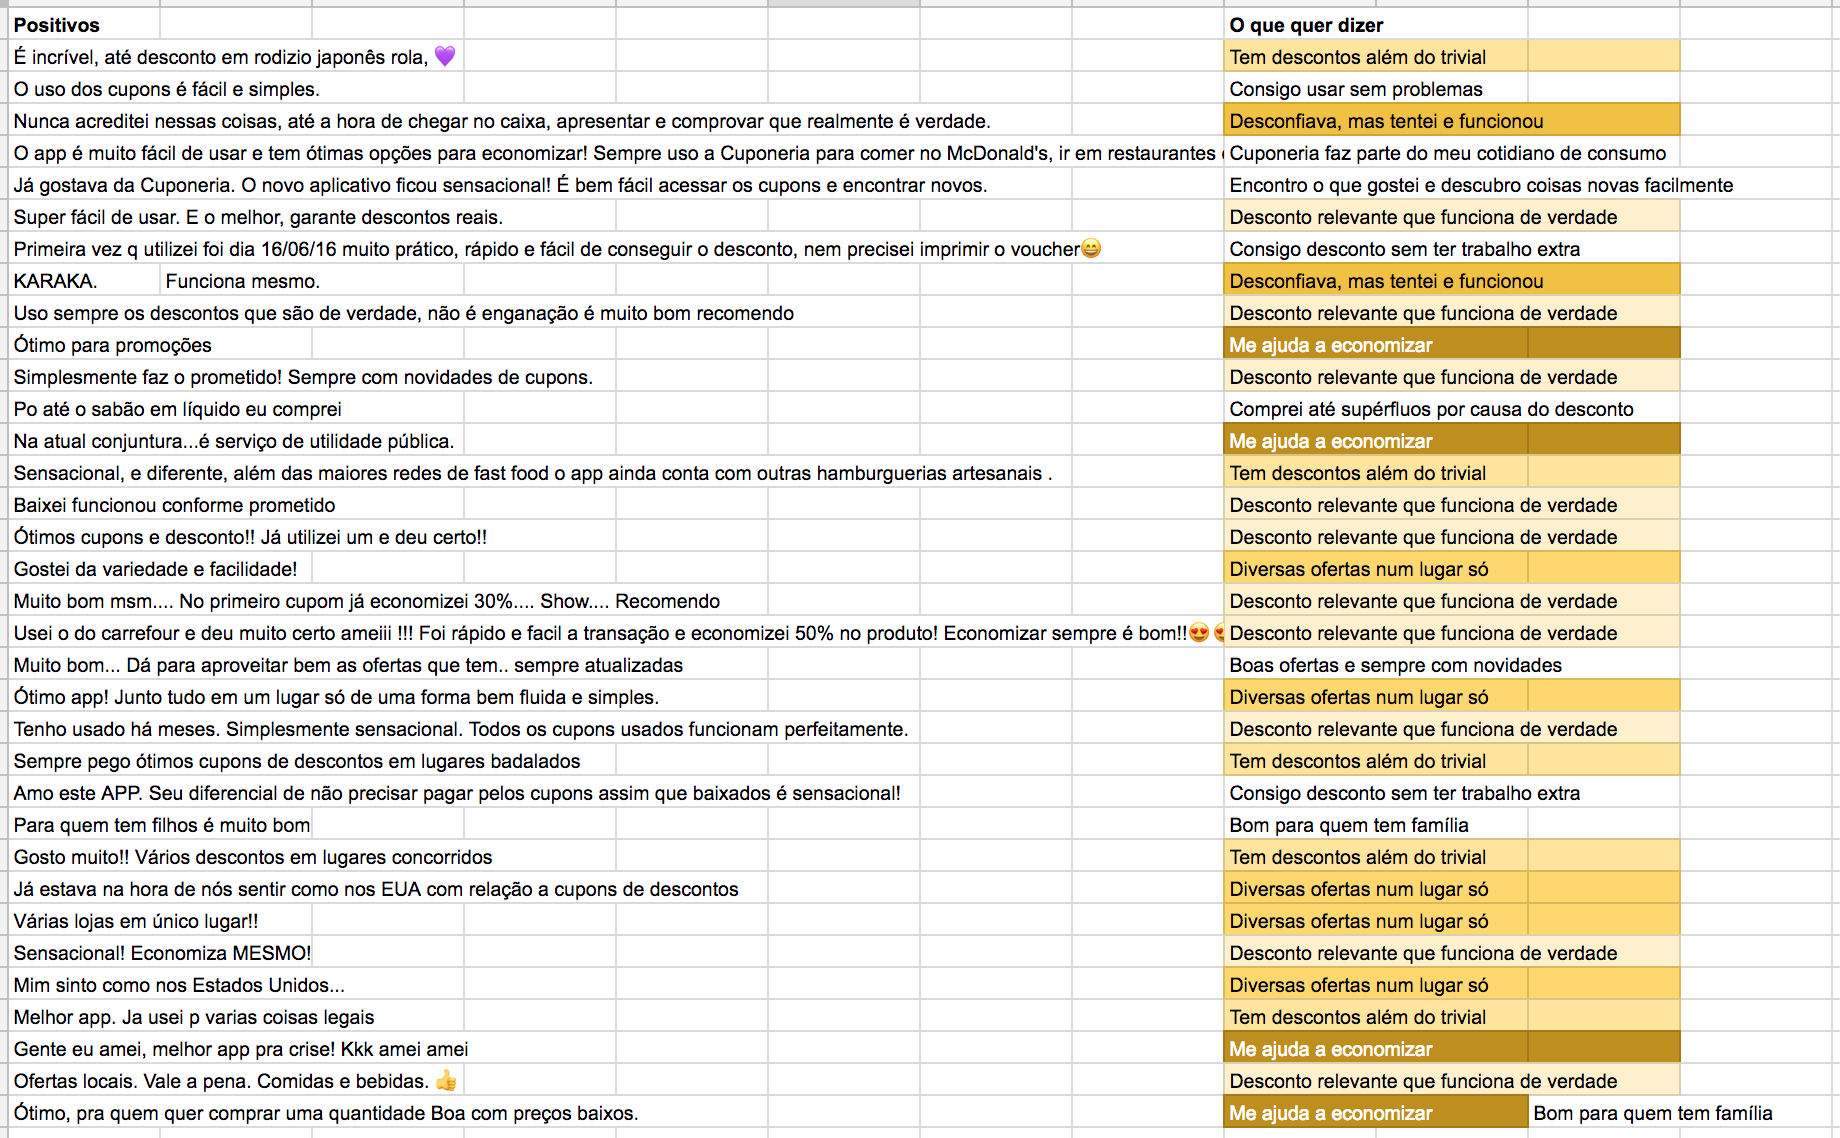 Positivos O que quer dizer
É incrível, até desconto em rodizio japonês rola, 💜 Tem descontos além do trivial
O uso dos cupons é fácil e simples. Consigo usar sem problemas
Nunca acreditei nessas coisas, até a hora de chegar no caixa, apresentar e comprovar que realmente é verdade. Desconfiava, mas tentei e funcionou
O app é muito fácil de usar e tem ótimas opções para economizar! Sempre uso a Cuponeria para comer no McDonald's, ir em restaurantes Cuponeria faz parte do meu cotidiano de consumo
Já gostava da Cuponeria. O novo aplicativo ficou sensacional! É bem fácil acessar os cupons e encontrar novos. Encontro o que gostei e descubro coisas novas facilmente
Super fácil de usar. E o melhor, garante descontos reais. Desconto relevante que funciona de verdade
Primeira vez q utilizei foi dia 16/06/16 muito prático, rápido e fácil de conseguir o desconto, nem precisei imprimir o voucher😄 Consigo desconto sem ter trabalho extra
KARAKA. Funciona mesmo. Desconfiava, mas tentei e funcionou
Uso sempre os descontos que são de verdade, não é enganação é muito bom recomendo Desconto relevante que funciona de verdade
Ótimo para promoções Me ajuda a economizar
Simplesmente faz o prometido! Sempre com novidades de cupons. Desconto relevante que funciona de verdade
Po até o sabão em líquido eu comprei Comprei até supérfluos por causa do desconto
Na atual conjuntura...é serviço de utilidade pública. Me ajuda a economizar
Sensacional, e diferente, além das maiores redes de fast food o app ainda conta com outras hamburguerias artesanais . Tem descontos além do trivial
Baixei funcionou conforme prometido Desconto relevante que funciona de verdade
Ótimos cupons e desconto!! Já utilizei um e deu certo!! Desconto relevante que funciona de verdade
Gostei da variedade e facilidade! Diversas ofertas num lugar só
Muito bom msm.... No primeiro cupom já economizei 30%.... Show.... Recomendo Desconto relevante que funciona de verdade
Usei o do carrefour e deu muito certo ameiii !!! Foi rápido e facil a transação e economizei 50% no produto! Economizar sempre é bom!!😍😍 Desconto relevante que funciona de verdade
Muito bom... Dá para aproveitar bem as ofertas que tem.. sempre atualizadas Boas ofertas e sempre com novidades
Ótimo app! Junto tudo em um lugar só de uma forma bem fluida e simples. Diversas ofertas num lugar só
Tenho usado há meses. Simplesmente sensacional. Todos os cupons usados funcionam perfeitamente. Desconto relevante que funciona de verdade
Sempre pego ótimos cupons de descontos em lugares badalados Tem descontos além do trivial
Amo este APP. Seu diferencial de não precisar pagar pelos cupons assim que baixados é sensacional! Consigo desconto sem ter trabalho extra
Para quem tem filhos é muito bom Bom para quem tem família
Gosto muito!! Vários descontos em lugares concorridos Tem descontos além do trivial
Já estava na hora de nós sentir como nos EUA com relação a cupons de descontos Diversas ofertas num lugar só
Várias lojas em único lugar!! Diversas ofertas num lugar só
Sensacional! Economiza MESMO! Desconto relevante que funciona de verdade
Mim sinto como nos Estados Unidos... Diversas ofertas num lugar só
Melhor app. Ja usei p varias coisas legais Tem descontos além do trivial
Gente eu amei, melhor app pra crise! Kkk amei amei Me ajuda a economizar
Ofertas locais. Vale a pena. Comidas e bebidas. 👍 Desconto relevante que funciona de verdade
Ótimo, pra quem quer comprar uma quantidade Boa com preços baixos. Me ajuda a economizar Bom para quem tem família